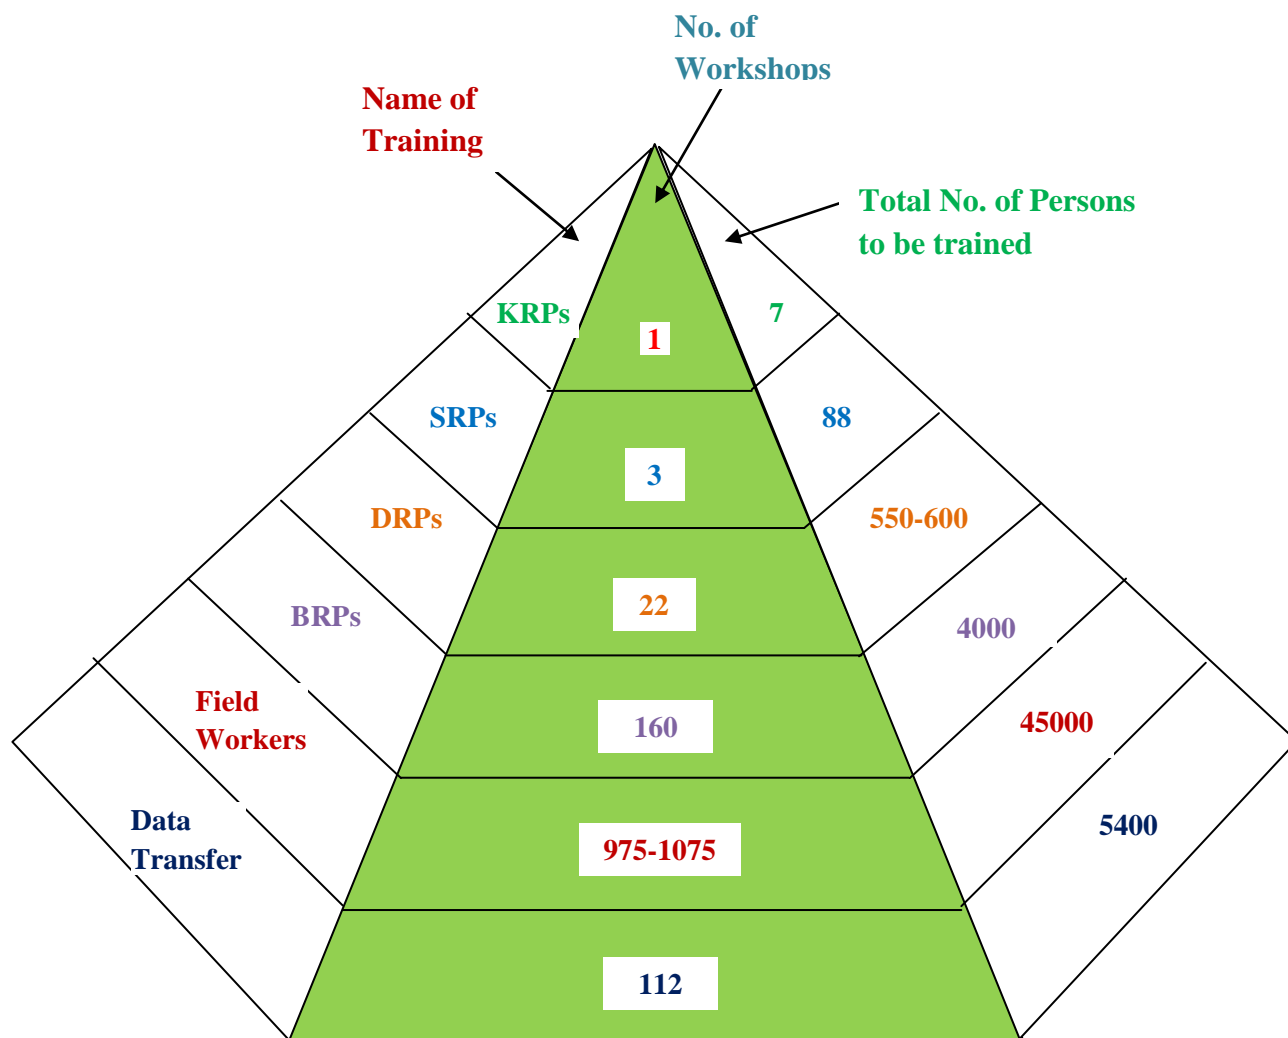 No. of
Workshops
Name of
Training
Total No. of Persons
to be trained
KRPs
1
7
SRPs
3
88
DRPs
22
550-600
BRPs
160
4000
Field
Workers
975-1075
45000
Data
Transfer
112
5400